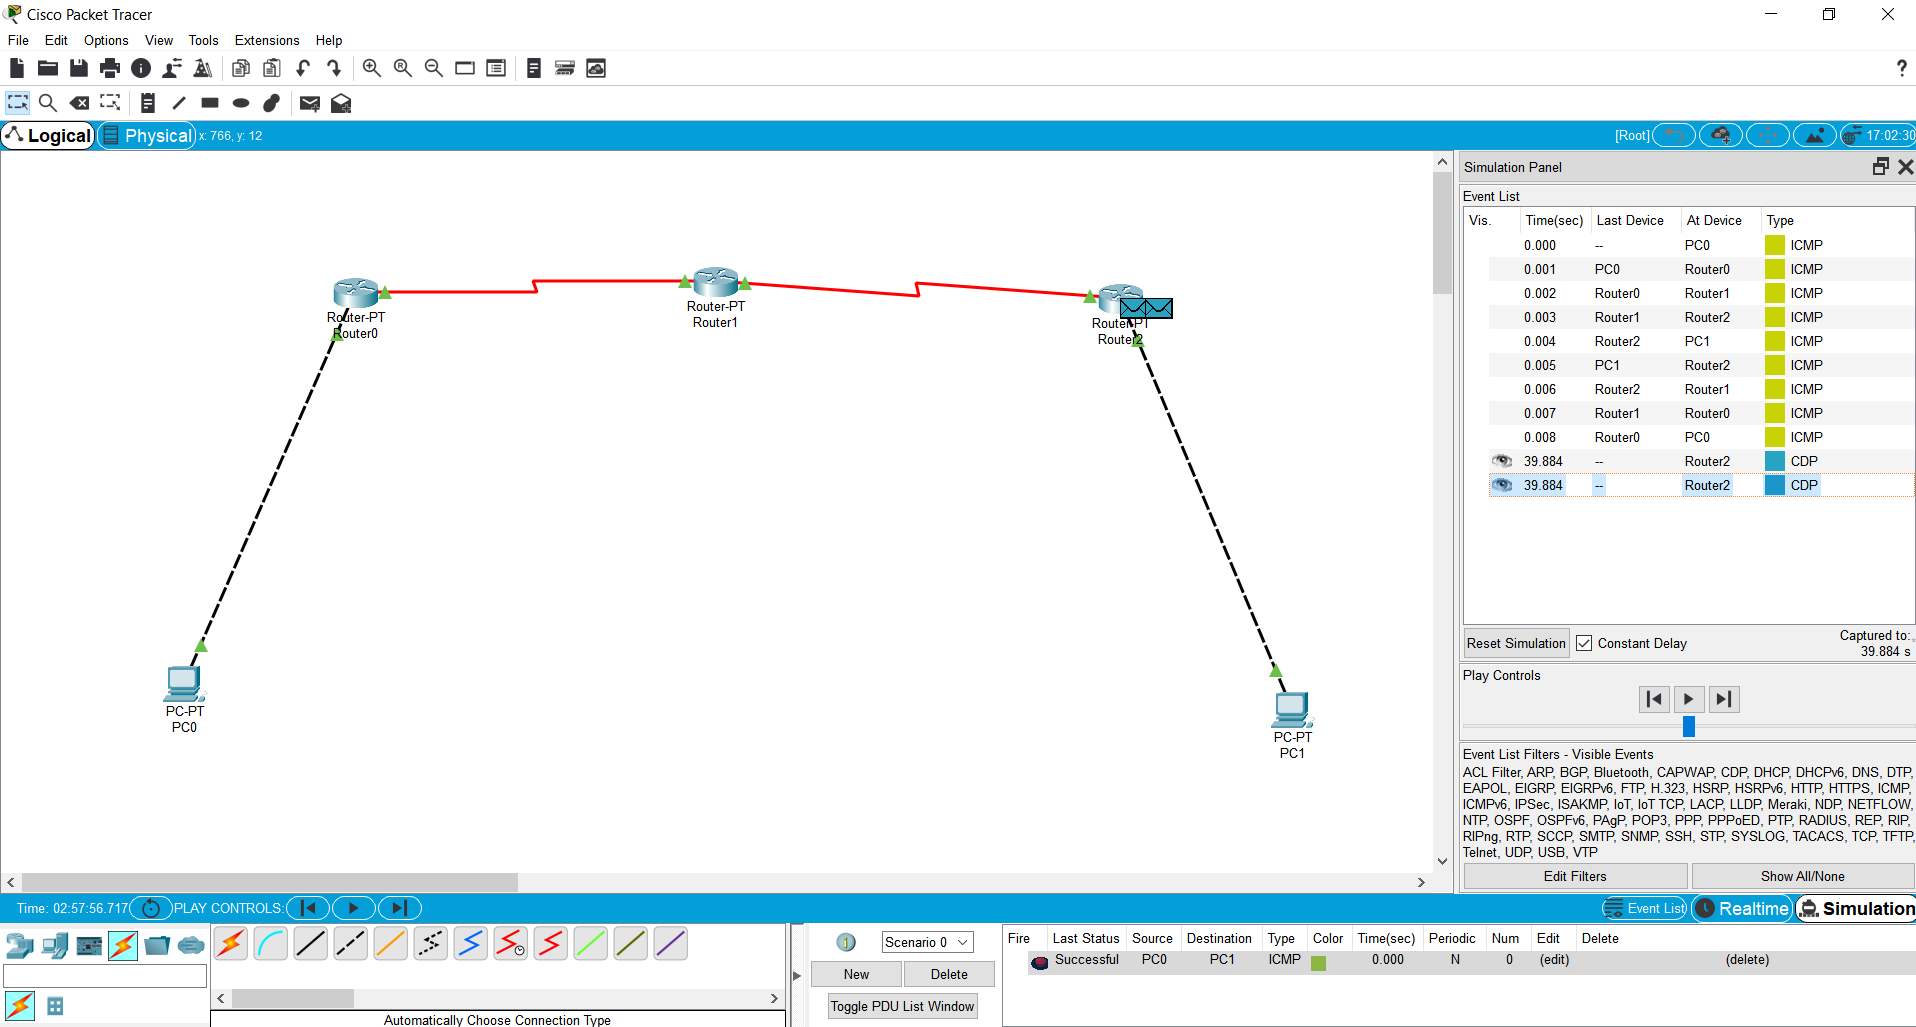 Cisco Packet Tracer
File Edit Options View Tools Extensions Help
?
Logical Physical x: 766, y: 12 [Root] 17:02:30
Simulation Panel
Event List
Vis. Time(sec) Last Device At Device Type
0.000 -- PC0 ICMP
0.001 PC0 Router0 ICMP
0.002 Router0 Router1 ICMP
0.003 Router1 Router2 ICMP
0.004 Router2 PC1 ICMP
0.005 PC1 Router2 ICMP
0.006 Router2 Router1 ICMP
0.007 Router1 Router0 ICMP
0.008 Router0 PC0 ICMP
39.884 -- Router2 CDP
39.884 -- Router2 CDP
Router-PT
Router0
Router-PT
Router1
Router-PT
Router2
PC-PT
PC0
PC-PT
PC1
Reset Simulation Constant Delay Captured to:
39.884 s
Play Controls
Event List Filters - Visible Events
ACL Filter, ARP, BGP, Bluetooth, CAPWAP, CDP, DHCP, DHCPv6, DNS, DTP,
EAPOL, EIGRP, EIGRPv6, FTP, H.323, HSRP, HSRPv6, HTTP, HTTPS, ICMP,
ICMPv6, IPSec, ISAKMP, IoT, IoT TCP, LACP, LLDP, Meraki, NDP, NETFLOW,
NTP, OSPF, OSPFv6, PAgP, POP3, PPP, PPPoED, PTP, RADIUS, REP, RIP,
RIPng, RTP, SCCP, SMTP, SNMP, SSH, STP, SYSLOG, TACACS, TCP, TFTP,
Telnet, UDP, USB, VTP
Edit Filters Show All/None
Time: 02:57:56.717 PLAY CONTROLS: Event List Realtime Simulation
Scenario 0
New Delete
Toggle PDU List Window
Fire Last Status Source Destination Type Color Time(sec) Periodic Num Edit Delete
Successful PC0 PC1 ICMP 0.000 N 0 (edit) (delete)
Automatically Choose Connection Type